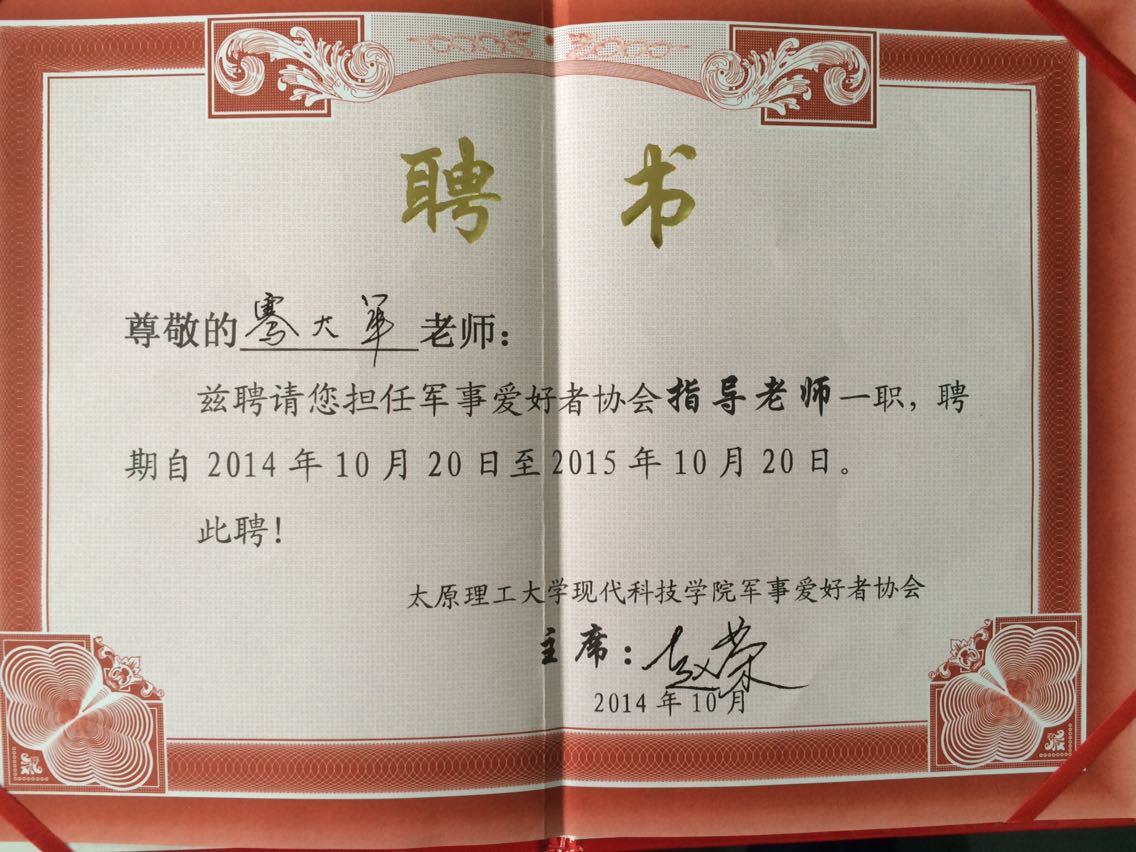 聘 书
尊敬的骞大军老师:
兹聘请您担任军事爱好者协会指导老师一职,聘
期自 2014 年 10 月 20 日至 2015 年 10 月 20 日。
此聘!
太原理工大学现代科技学院军事爱好者协会
主席:赵荣
2014 年 10 月